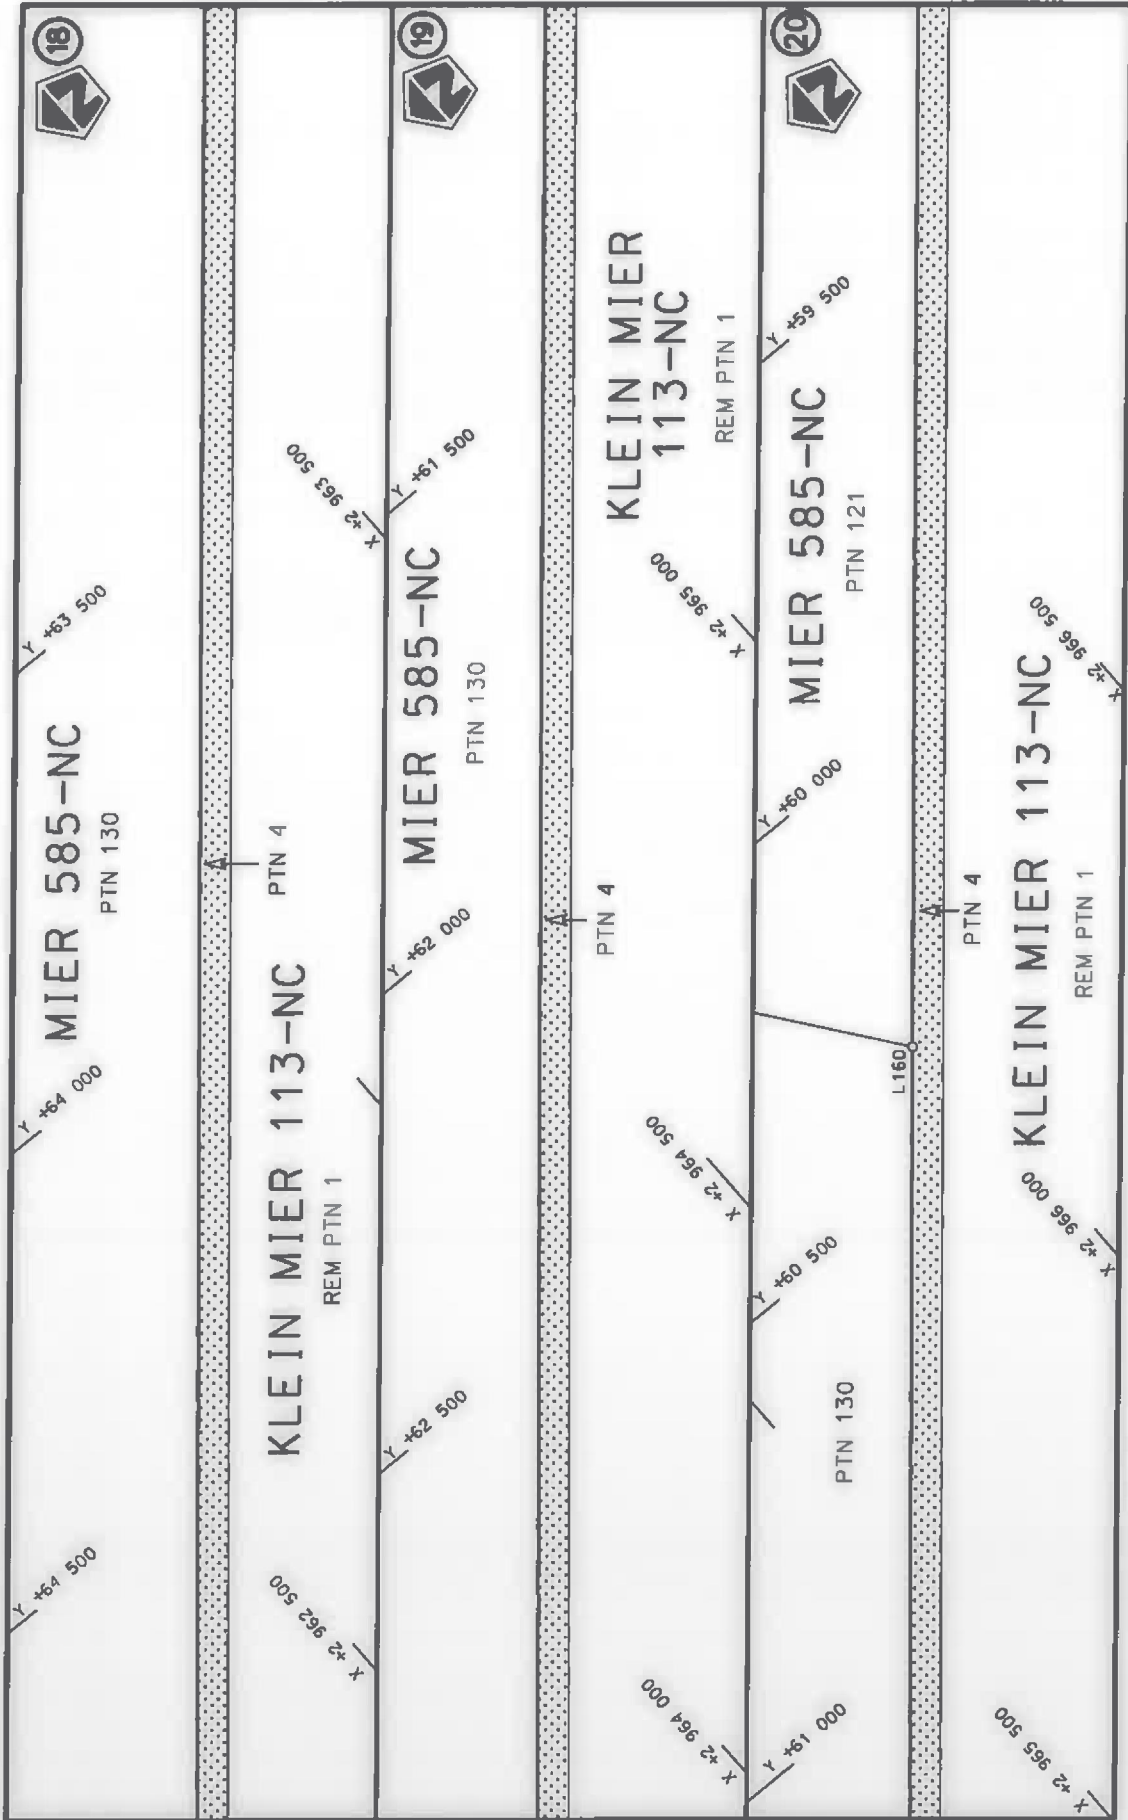 18
Y +63 500
MIER 585-NC
PTN 130
Y +64 000
Y +64 500
PTN 4
KLEIN MIER 113-NC
REM PTN 1
X +2 963 500
X +2 962 500
19
Y +61 500
MIER 585-NC
PTN 130
Y +62 000
Y +62 500
PTN 4
KLEIN MIER
113-NC
REM PTN 1
X +2 965 000
X +2 964 500
X +2 964 000
20
Y +59 500
MIER 585-NC
PTN 121
Y +60 000
L160
Y +60 500
PTN 130
Y +61 000
PTN 4
KLEIN MIER 113-NC
REM PTN 1
X +2 966 500
X +2 966 000
X +2 965 500